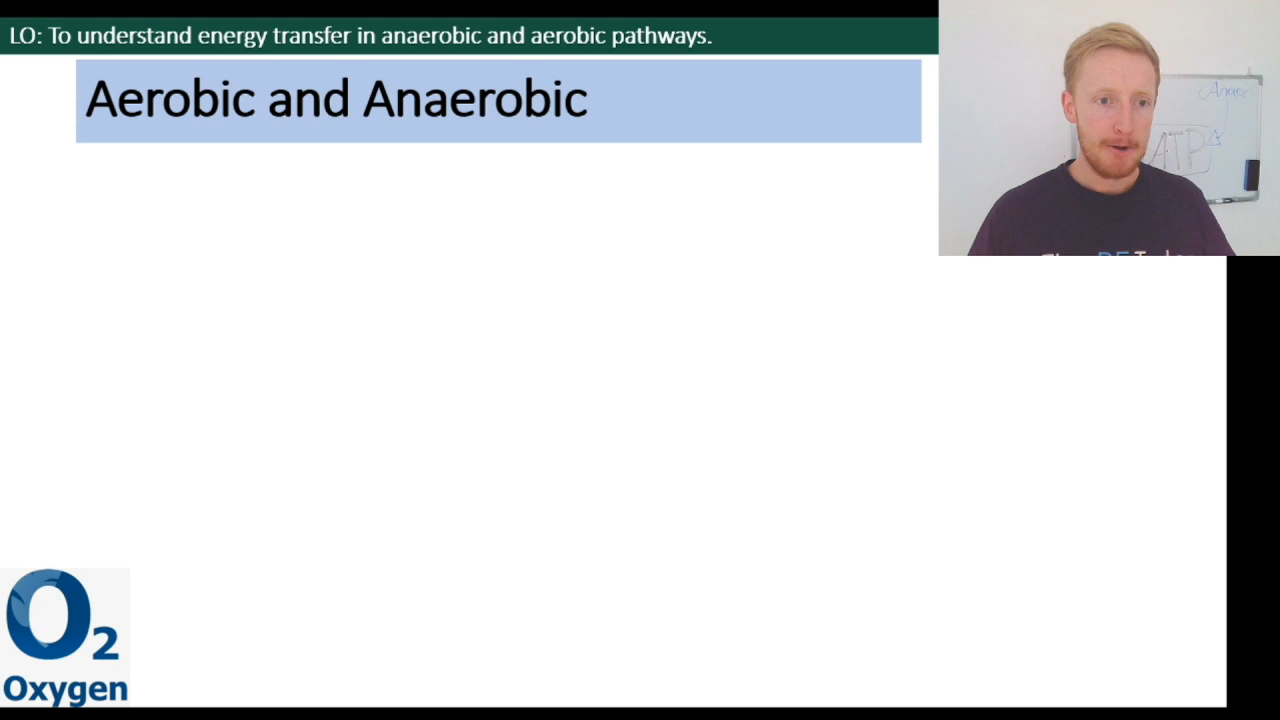 LO: To understand energy transfer in anaerobic and aerobic pathways.
Aerobic and Anaerobic
ATP
O2
Oxygen